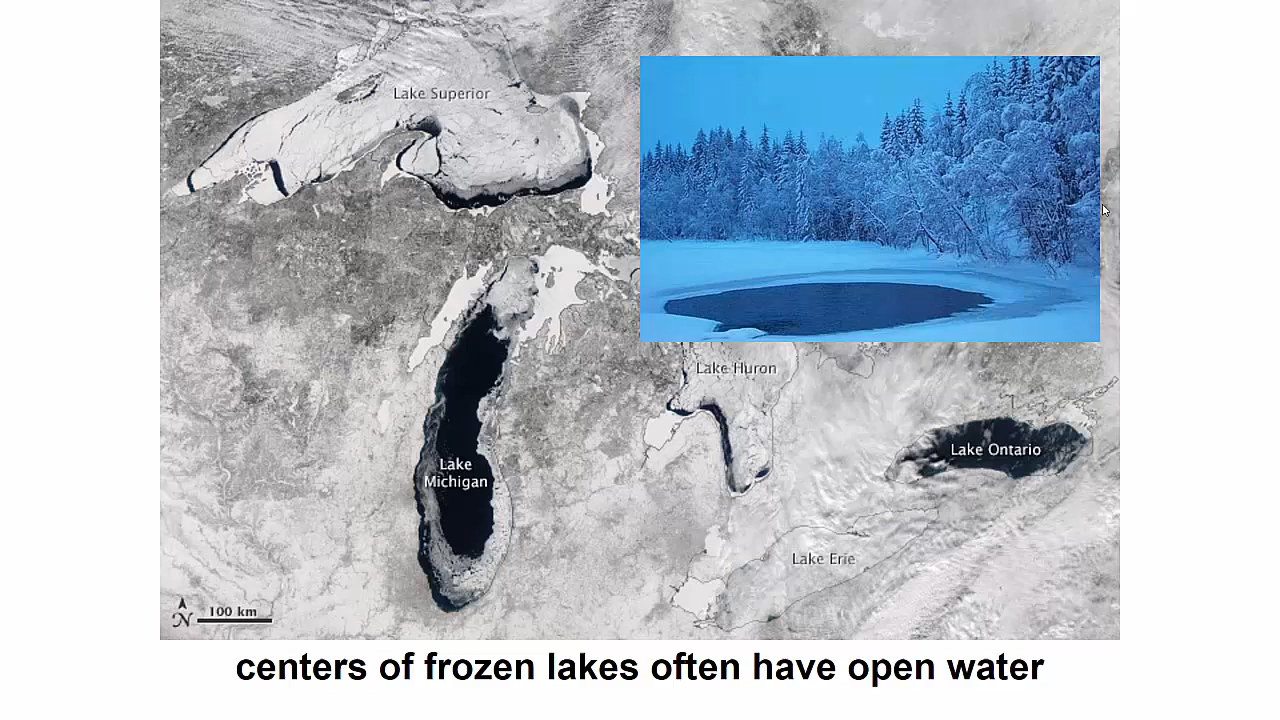 Lake Superior
Lake Huron
Lake
Michigan
Lake Ontario
Lake Erie
N
100 km
centers of frozen lakes often have open water